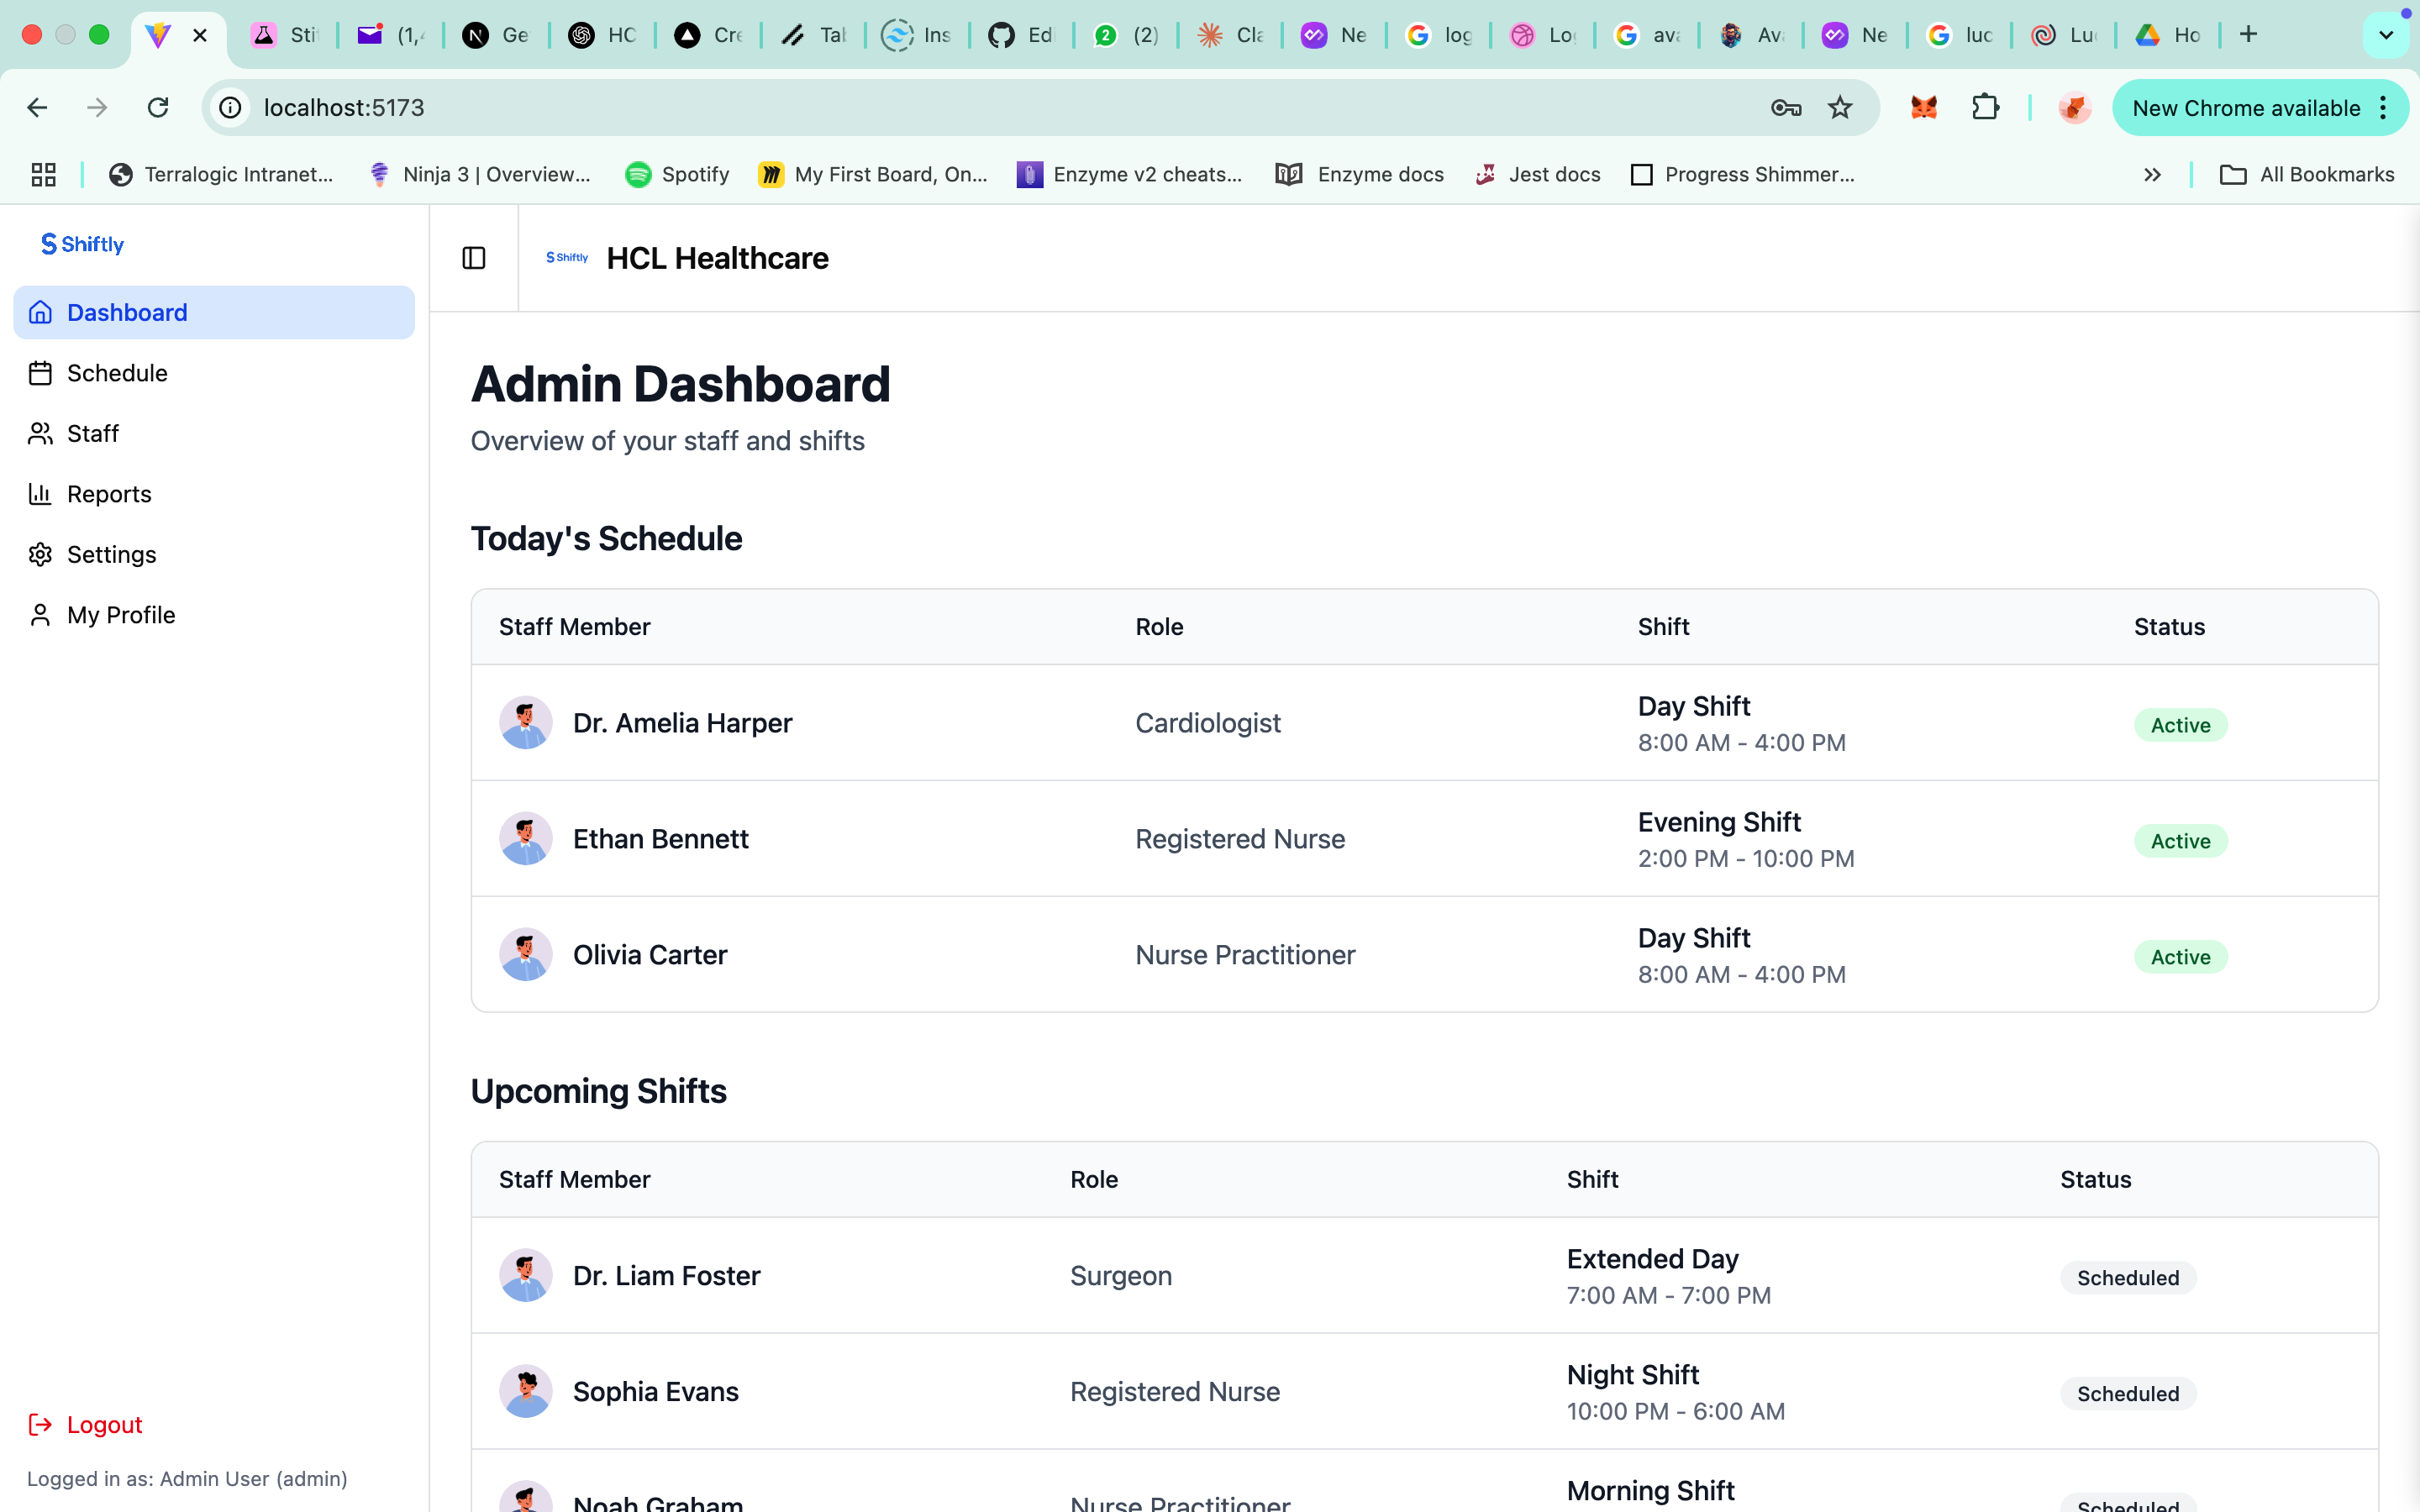 Sti
(1,
Ge
HC
Cre
Tab
Ins
Edi
2
(2)
Cla
Ne
log
Lo
ava
Ava
Ne
luc
Lu
Ho
localhost:5173
New Chrome available
Terralogic Intranet...
Ninja 3 | Overview...
Spotify
My First Board, On...
Enzyme v2 cheats...
Enzyme docs
Jest docs
Progress Shimmer...
All Bookmarks
Shiftly
Shiftly
HCL Healthcare
Dashboard
Schedule
Staff
Reports
Settings
My Profile
Logout
Logged in as: Admin User (admin)
Admin Dashboard
Overview of your staff and shifts
Today's Schedule
Staff Member Role Shift Status
Dr. Amelia Harper Cardiologist Day Shift Active
8:00 AM - 4:00 PM
Ethan Bennett Registered Nurse Evening Shift Active
2:00 PM - 10:00 PM
Olivia Carter Nurse Practitioner Day Shift Active
8:00 AM - 4:00 PM
Upcoming Shifts
Staff Member Role Shift Status
Dr. Liam Foster Surgeon Extended Day Scheduled
7:00 AM - 7:00 PM
Sophia Evans Registered Nurse Night Shift Scheduled
10:00 PM - 6:00 AM
Noah Graham Nurse Practitioner Morning Shift Scheduled